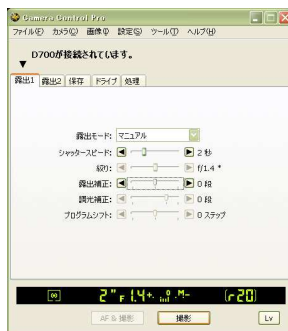 Camera Control Pro
ファイル(F) カメラ(C) 画像(I) 設定(S) ツール(T) ヘルプ(H)
D700が接続されています。
露出1 露出2 保存 ドライブ 処理
露出モード: マニュアル
シャッタースピード: 2 秒
絞り: f/1.4 *
露出補正: 0 段
調光補正: 0 段
プログラムシフト: 0 ステップ
2" F 1.4 M (r20)
AF & 撮影 撮影 Lv